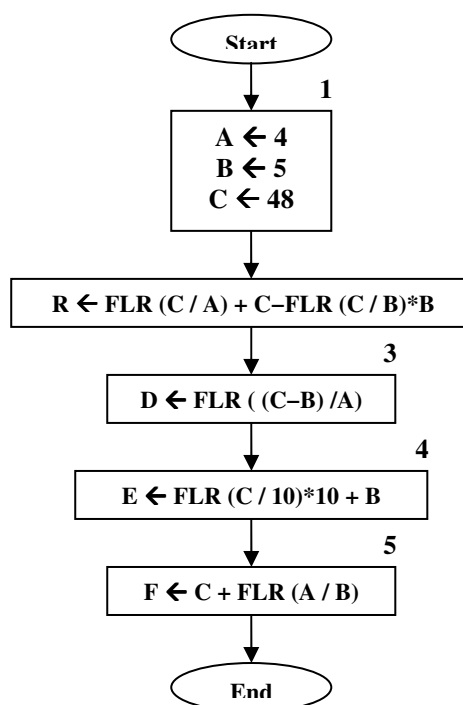 Start
1
A ← 4
B ← 5
C ← 48
R ← FLR (C / A) + C–FLR (C / B)*B
3
D ← FLR ( (C–B) /A)
4
E ← FLR (C / 10)*10 + B
5
F ← C + FLR (A / B)
End